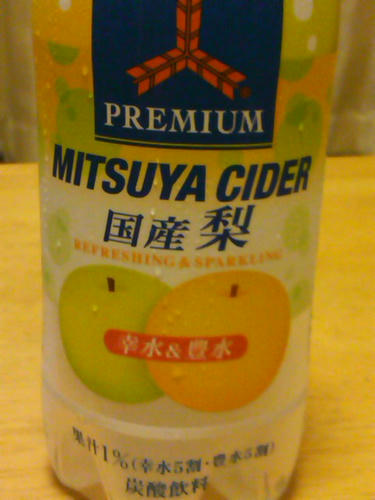 PREMIUM
MITSUYA CIDER
国産梨
REFRESHING & SPARKLING
幸水&豊水
果汁1%(幸水5割・豊水5割)
炭酸飲料